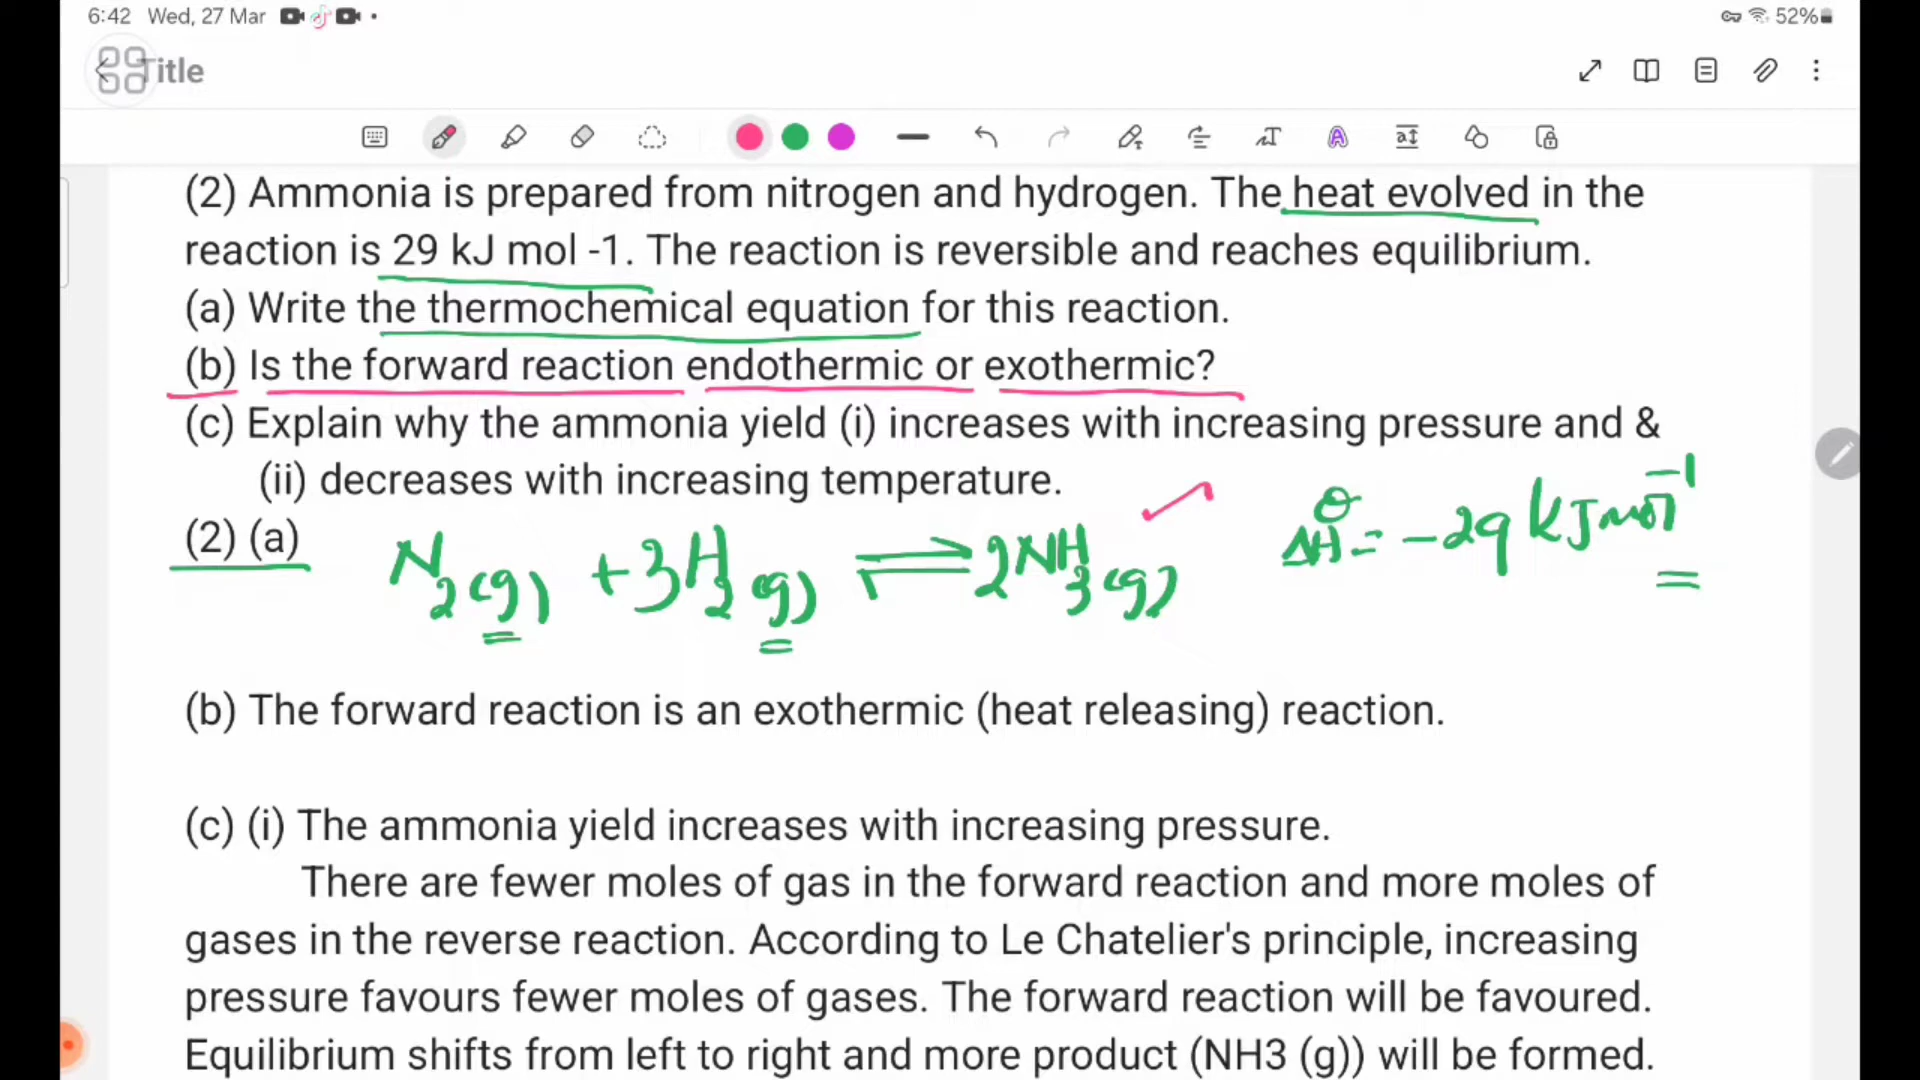 6:42 Wed, 27 Mar 52%
Title
(2) Ammonia is prepared from nitrogen and hydrogen. The heat evolved in the
reaction is 29 kJ mol -1. The reaction is reversible and reaches equilibrium.
(a) Write the thermochemical equation for this reaction.
(b) Is the forward reaction endothermic or exothermic?
(c) Explain why the ammonia yield (i) increases with increasing pressure and &
(ii) decreases with increasing temperature.
(2) (a) N2(g) + 3H2(g) ⇌ 2NH3(g) ΔH⦵ = -29 kJmol-1
(b) The forward reaction is an exothermic (heat releasing) reaction.
(c) (i) The ammonia yield increases with increasing pressure.
There are fewer moles of gas in the forward reaction and more moles of
gases in the reverse reaction. According to Le Chatelier's principle, increasing
pressure favours fewer moles of gases. The forward reaction will be favoured.
Equilibrium shifts from left to right and more product (NH3 (g)) will be formed.